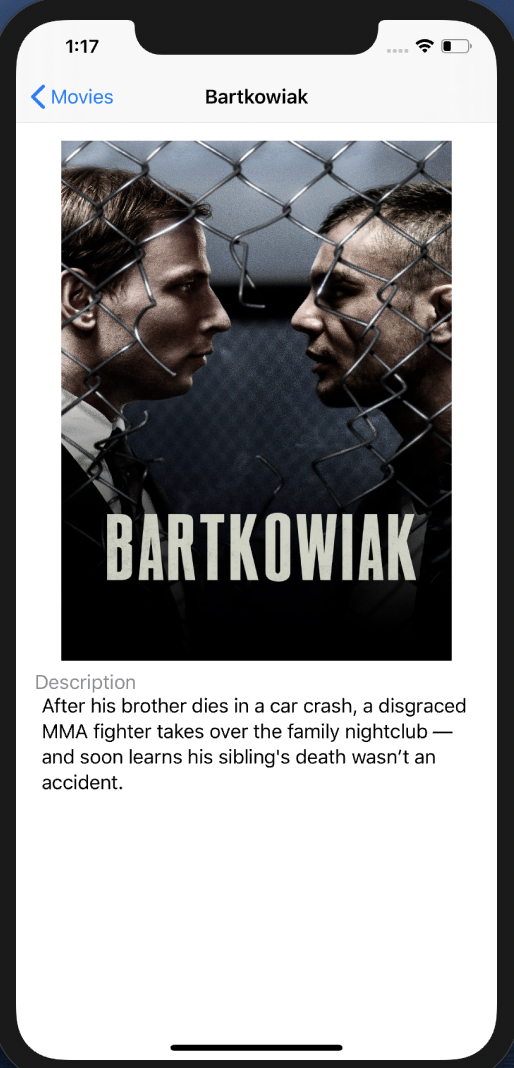 1:17
Movies
Bartkowiak
BARTKOWIAK
Description
After his brother dies in a car crash, a disgraced
MMA fighter takes over the family nightclub —
and soon learns his sibling's death wasn’t an
accident.